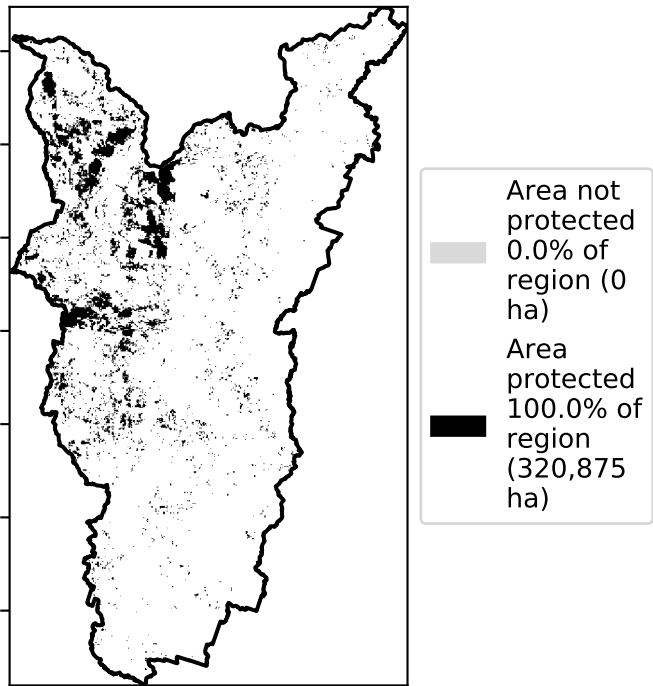 Area not
protected
0.0% of
region (0
ha)
Area
protected
100.0% of
region
(320,875
ha)